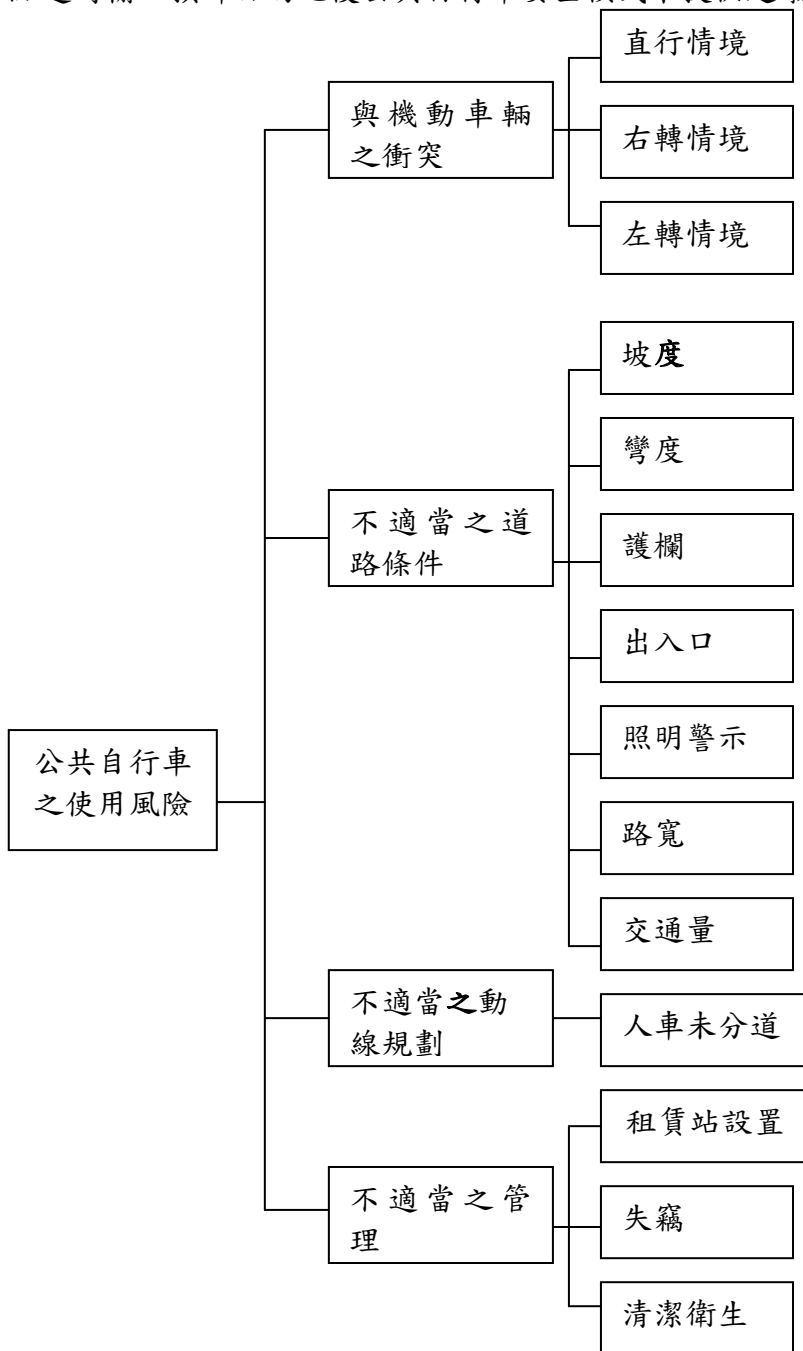 直行情境
與機動車輛
之衝突
右轉情境
左轉情境
坡度
彎度
不適當之道
路條件
護欄
出入口
照明警示
公共自行車
之使用風險
路寬
交通量
不適當之動
線規劃
人車未分道
租賃站設置
不適當之管
理
失竊
清潔衛生